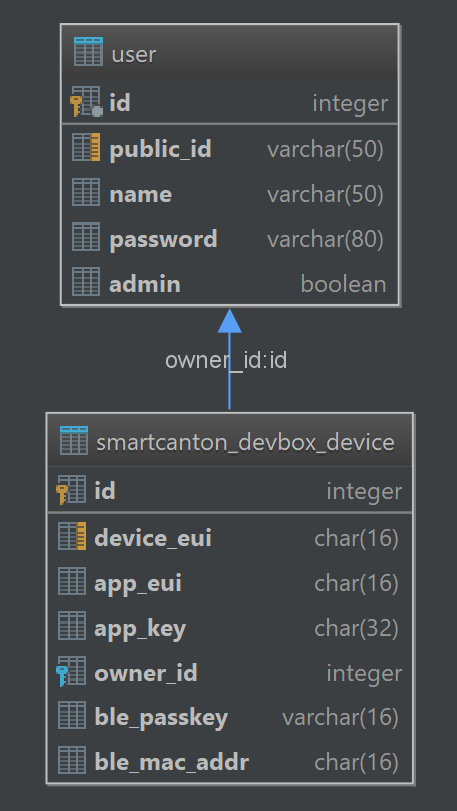 user
id integer
public_id varchar(50)
name varchar(50)
password varchar(80)
admin boolean
owner_id:id
smartcanton_devbox_device
id integer
device_eui char(16)
app_eui char(16)
app_key char(32)
owner_id integer
ble_passkey varchar(16)
ble_mac_addr char(16)